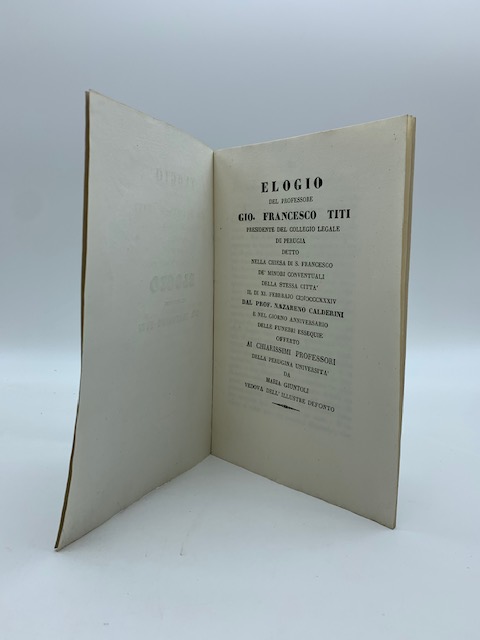 ELOGIO
DEL PROFESSORE
GIO. FRANCESCO TITI
PRESIDENTE DEL COLLEGIO LEGALE
DI PERUGIA
DETTO
NELLA CHIESA DI S. FRANCESCO
DE' MINORI CONVENTUALI
DELLA STESSA CITTA'
IL DI XI. FEBBRAIO
DAL PROF. NAZARENO CALDERINI
E NEL GIORNO ANNIVERSARIO
DELLE FUNEBRI ESSEQUIE
OFFERTO
AI CHIARISSIMI PROFESSORI
DELLA PERUGINA UNIVERSITA'
DA
MARIA GIUNTOLI
VEDOVA DELL' ILLUSTRE DEFONTO